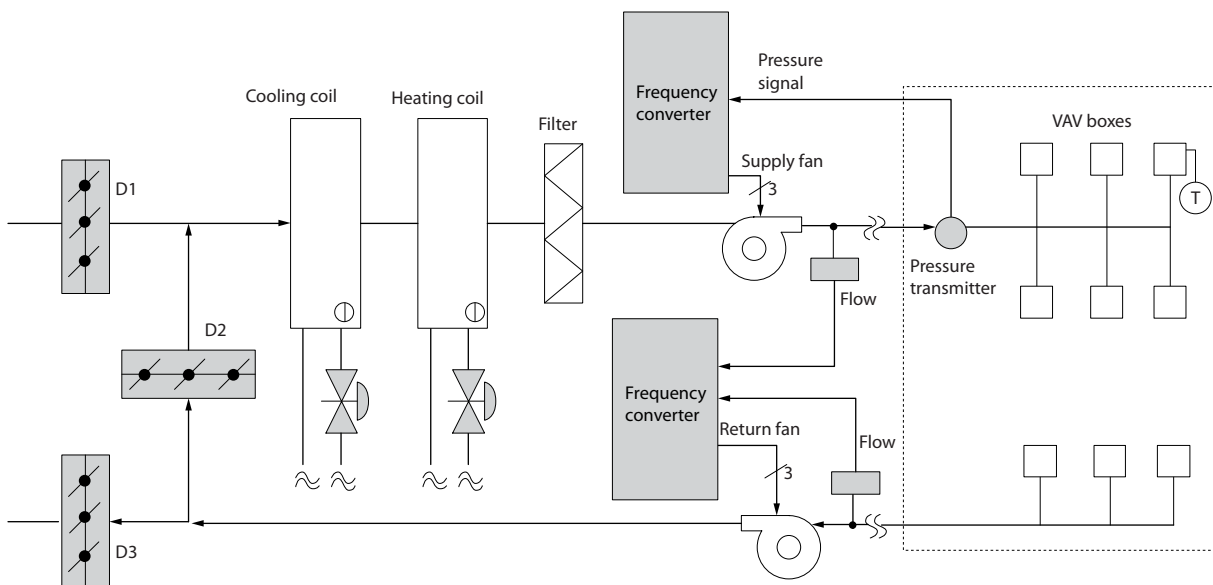 Pressure
signal
Cooling coil
Heating coil
Frequency
converter
Filter
VAV boxes
Supply fan
3
D1
T
Pressure
transmitter
Flow
D2
Frequency
converter
Return fan
Flow
3
D3